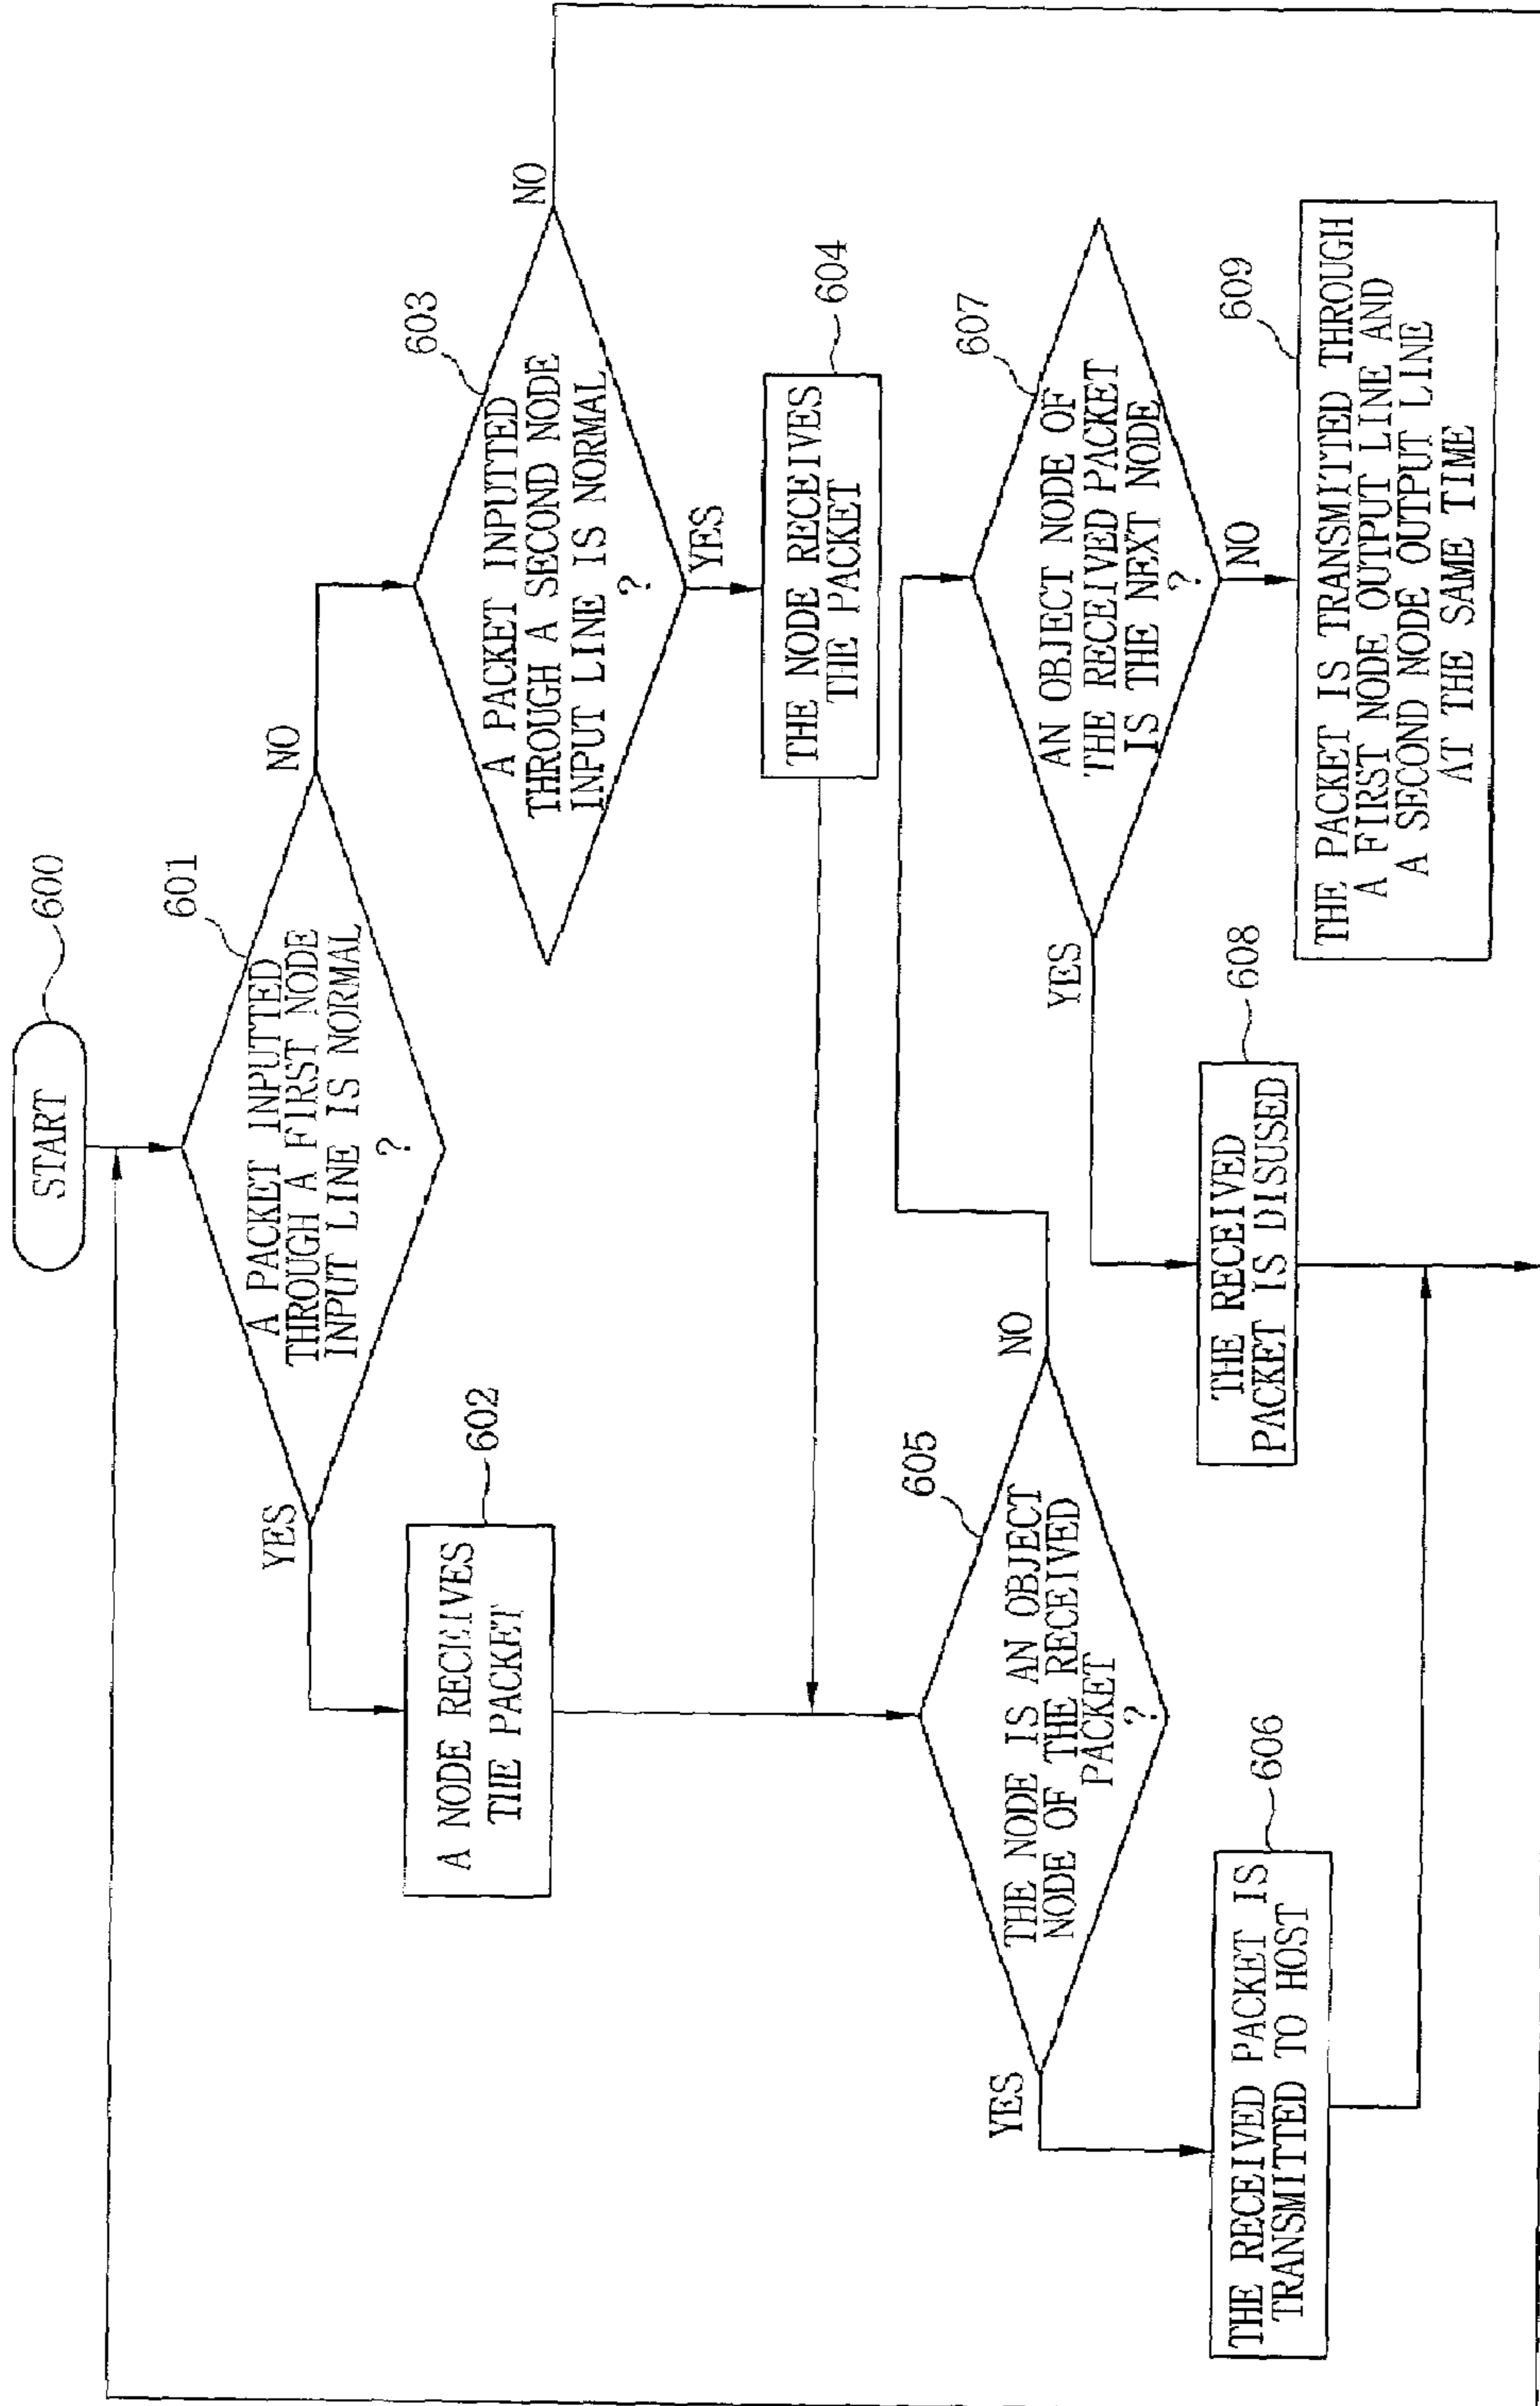 START
600
A PACKET INPUTTED
THROUGH A FIRST NODE
INPUT LINE IS NORMAL
?
601
YES
NO
A NODE RECEIVES
THE PACKET
602
A PACKET INPUTTED
THROUGH A SECOND NODE
INPUT LINE IS NORMAL
?
603
NO
YES
THE NODE RECEIVES
THE PACKET
604
THE NODE IS AN OBJECT
NODE OF THE RECEIVED
PACKET
?
605
YES
NO
AN OBJECT NODE OF
THE RECEIVED PACKET
IS THE NEXT NODE
?
607
YES
NO
THE RECEIVED PACKET IS
TRANSMITTED TO HOST
606
THE RECEIVED
PACKET IS DISUSED
608
THE PACKET IS TRANSMITTED THROUGH
A FIRST NODE OUTPUT LINE AND
A SECOND NODE OUTPUT LINE
AT THE SAME TIME
609